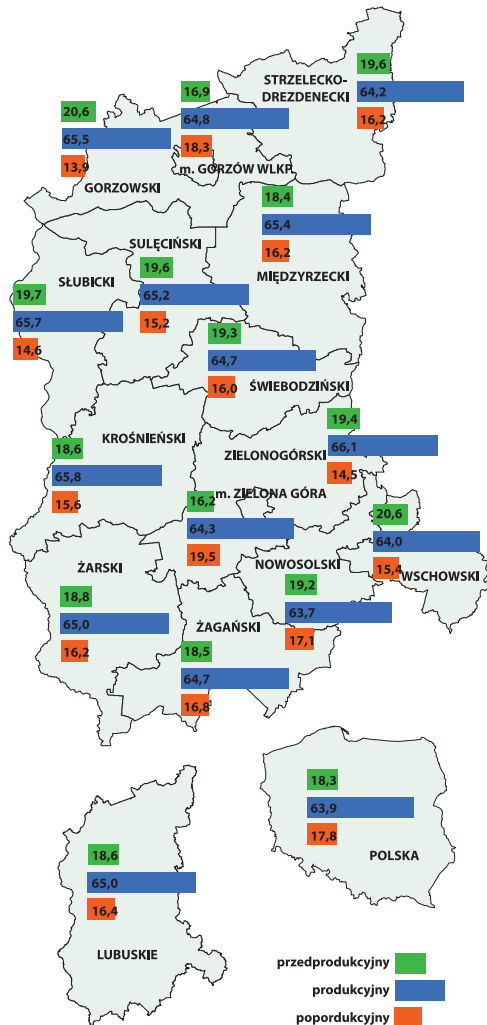 19,6
STRZELECKO-
DREZDENECKI
64,2
16,2
16,9
64,8
18,3
m. GORZÓW WLKP.
20,6
65,5
13,9
GORZOWSKI
18,4
65,4
16,2
MIĘDZYRZECKI
SULĘCIŃSKI
19,6
65,2
15,2
SŁUBICKI
19,7
65,7
14,6
19,3
64,7
16,0
ŚWIEBODZIŃSKI
KROŚNIEŃSKI
18,6
65,8
15,6
19,4
ZIELONOGÓRSKI
66,1
14,5
16,2
m. ZIELONA GÓRA
64,3
19,5
20,6
64,0
15,4
WSCHOWSKI
NOWOSOLSKI
19,2
63,7
17,1
ŻARSKI
18,8
65,0
16,2
ŻAGAŃSKI
18,5
64,7
16,8
18,3
63,9
17,8
POLSKA
18,6
65,0
16,4
LUBUSKIE
przedprodukcyjny
produkcyjny
popordukcyjny